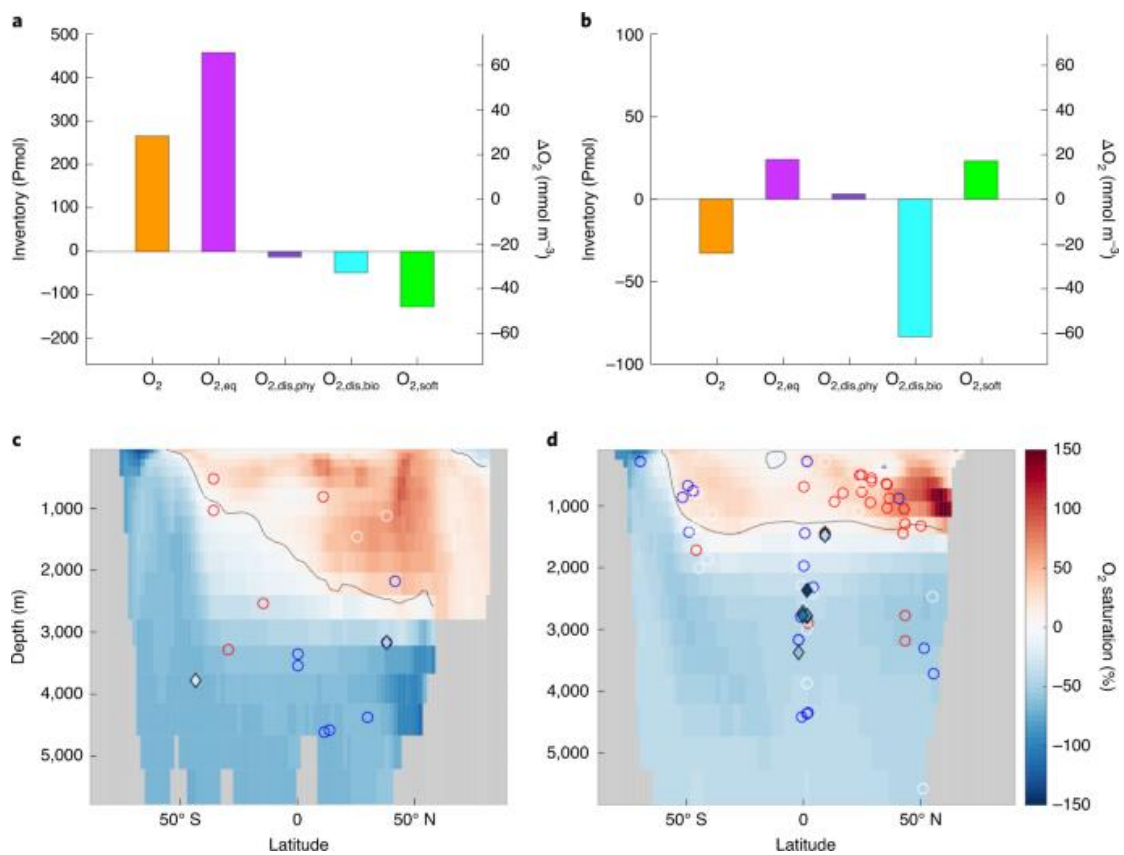 a
500
400
300
200
100
0
−100
−200
Inventory (Pmol)
60
40
20
0
−20
−40
−60
ΔO₂ (mmol m⁻³)
O₂
O₂,eq
O₂,dis,phy
O₂,dis,bio
O₂,soft
b
100
50
0
−50
−100
Inventory (Pmol)
60
40
20
0
−20
−40
−60
ΔO₂ (mmol m⁻³)
O₂
O₂,eq
O₂,dis,phy
O₂,dis,bio
O₂,soft
c
1,000
2,000
3,000
4,000
5,000
Depth (m)
50° S
0
50° N
Latitude
d
1,000
2,000
3,000
4,000
5,000
50° S
0
50° N
Latitude
150
100
50
0
−50
−100
−150
O₂ saturation (%)